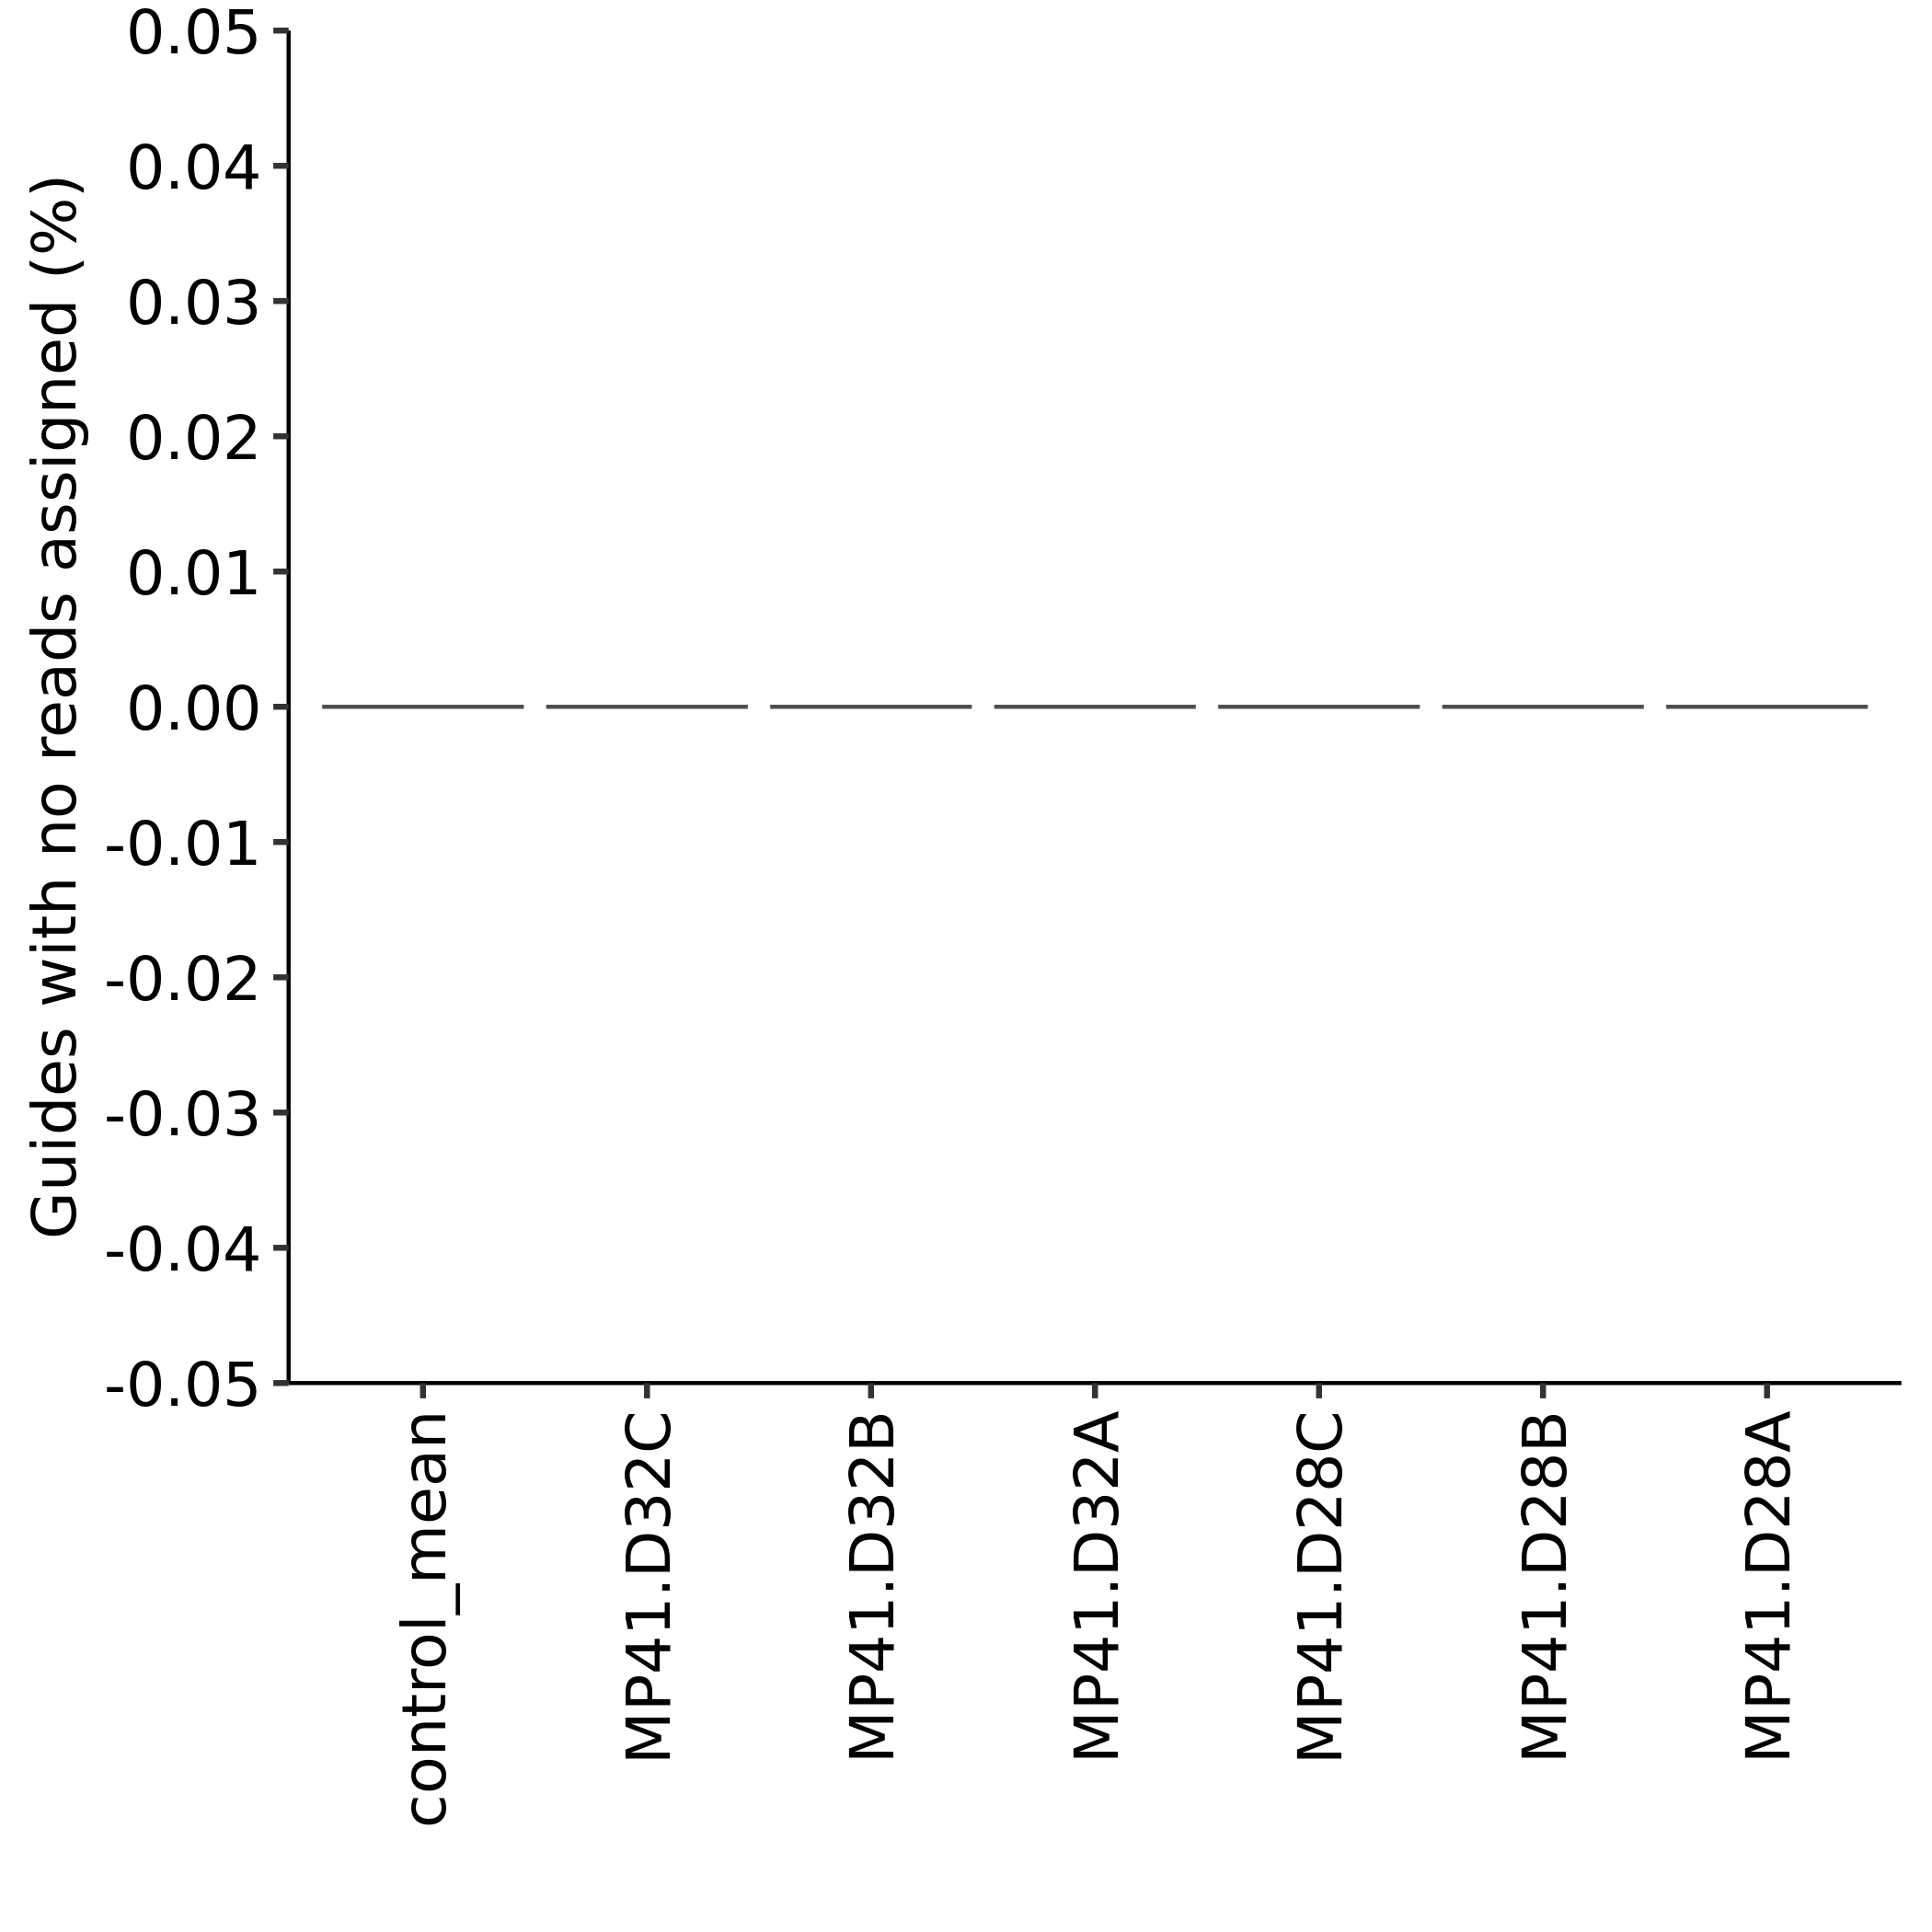 Guides with no reads assigned (%)
0.05
0.04
0.03
0.02
0.01
0.00
-0.01
-0.02
-0.03
-0.04
-0.05
control_mean
MP41.D32C
MP41.D32B
MP41.D32A
MP41.D28C
MP41.D28B
MP41.D28A